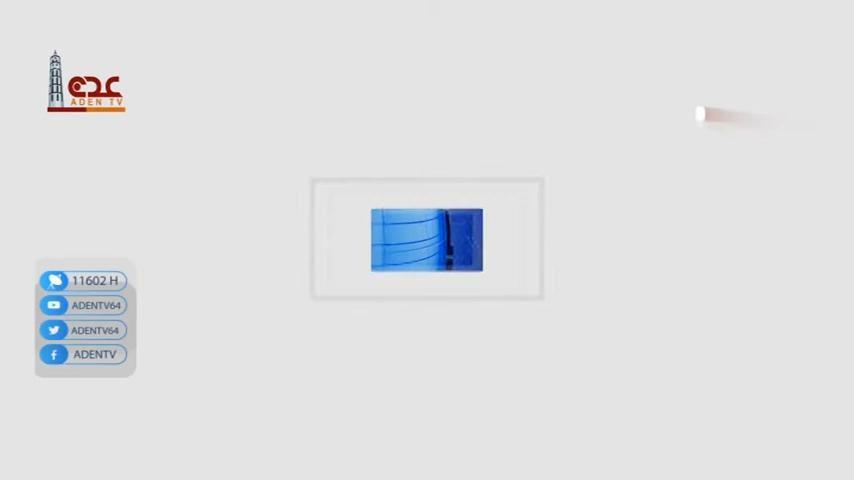 عدن
ADEN TV
11602 H
ADENTV64
ADENTV64
ADENTV